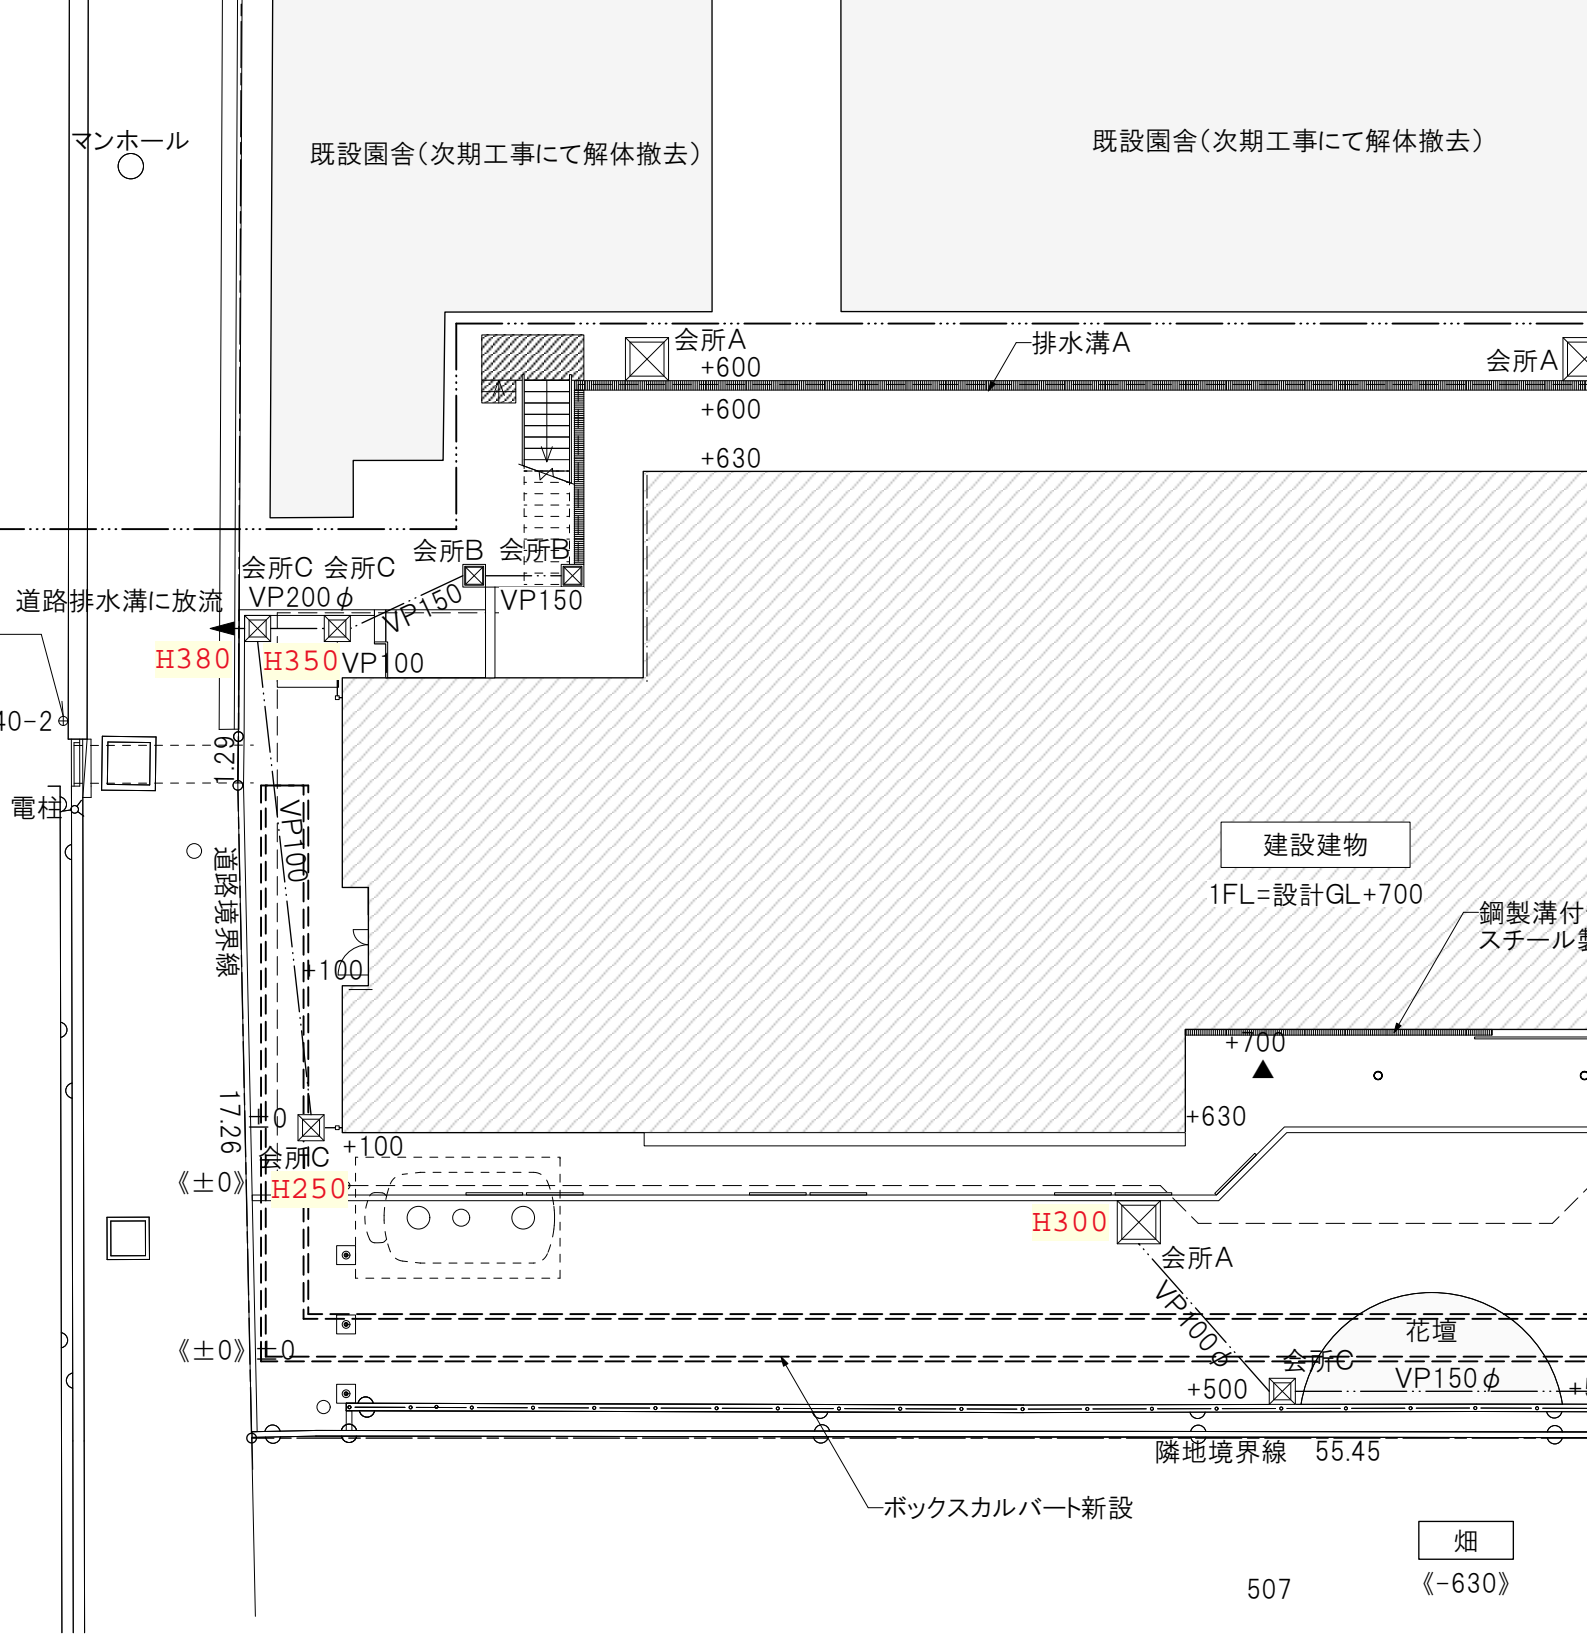 マンホール
既設園舎(次期工事にて解体撤去)
既設園舎(次期工事にて解体撤去)
会所A
+600
排水溝A
会所A
+600
+630
会所B
会所B
会所C
会所C
VP200φ
VP150
VP150
道路排水溝に放流
H380
H350
VP100
40-2
1.29
電柱
VP100
道路境界線
建設建物
1FL=設計GL+700
鋼製溝付
スチール製
+100
+700
17.26
±0
+630
+100
会所C
《±0》
H250
H300
会所A
VP100φ
《±0》
±0
花壇
会所C
VP150φ
+500
隣地境界線 55.45
ボックスカルバート新設
畑
507
《-630》